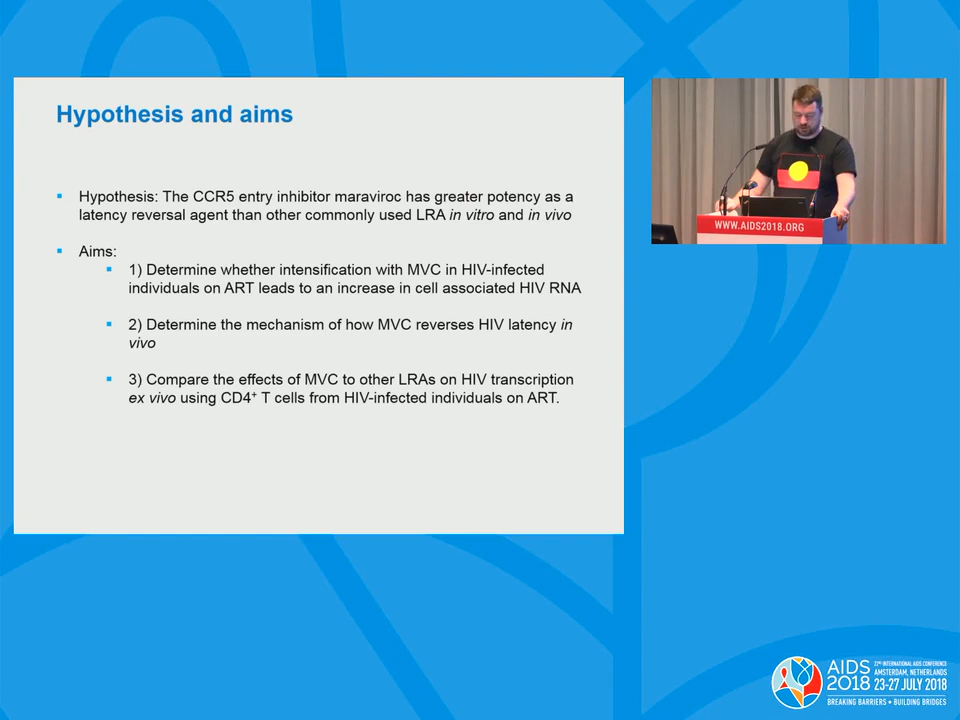 Hypothesis and aims
▪ Hypothesis: The CCR5 entry inhibitor maraviroc has greater potency as a
latency reversal agent than other commonly used LRA in vitro and in vivo
▪ Aims:
▪ 1) Determine whether intensification with MVC in HIV-infected
individuals on ART leads to an increase in cell associated HIV RNA
▪ 2) Determine the mechanism of how MVC reverses HIV latency in
vivo
▪ 3) Compare the effects of MVC to other LRAs on HIV transcription
ex vivo using CD4⁺ T cells from HIV-infected individuals on ART.
WWW.AIDS2018.ORG
AIDS
2018
22ND INTERNATIONAL AIDS CONFERENCE
AMSTERDAM, NETHERLANDS
23-27 JULY 2018
BREAKING BARRIERS • BUILDING BRIDGES